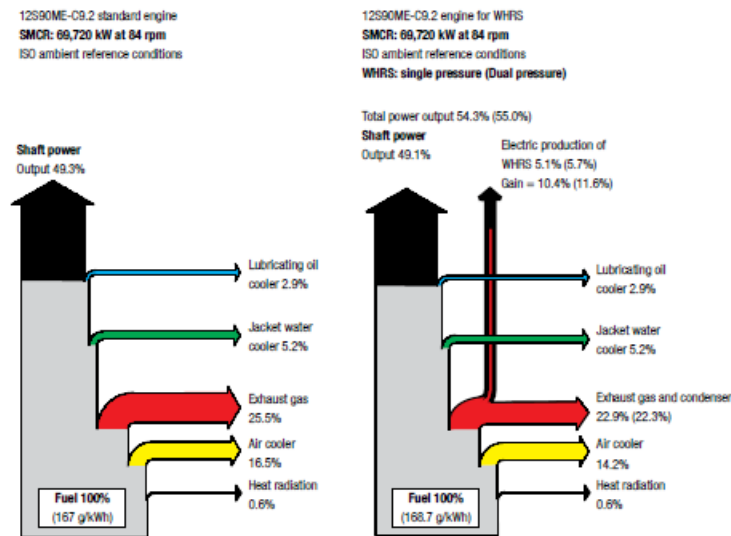 12S90ME-C9.2 standard engine
SMCR: 69,720 kW at 84 rpm
ISO ambient reference conditions
Shaft power
Output 49.3%
Lubricating oil
cooler 2.9%
Jacket water
cooler 5.2%
Exhaust gas
25.5%
Air cooler
16.5%
Heat radiation
0.6%
Fuel 100%
(167 g/kWh)
12S90ME-C9.2 engine for WHRS
SMCR: 69,720 kW at 84 rpm
ISO ambient reference conditions
WHRS: single pressure (Dual pressure)
Total power output 54.3% (55.0%)
Shaft power
Output 49.1%
Electric production of
WHRS 5.1% (5.7%)
Gain = 10.4% (11.6%)
Lubricating oil
cooler 2.9%
Jacket water
cooler 5.2%
Exhaust gas and condenser
22.9% (22.3%)
Air cooler
14.2%
Heat radiation
0.6%
Fuel 100%
(168.7 g/kWh)